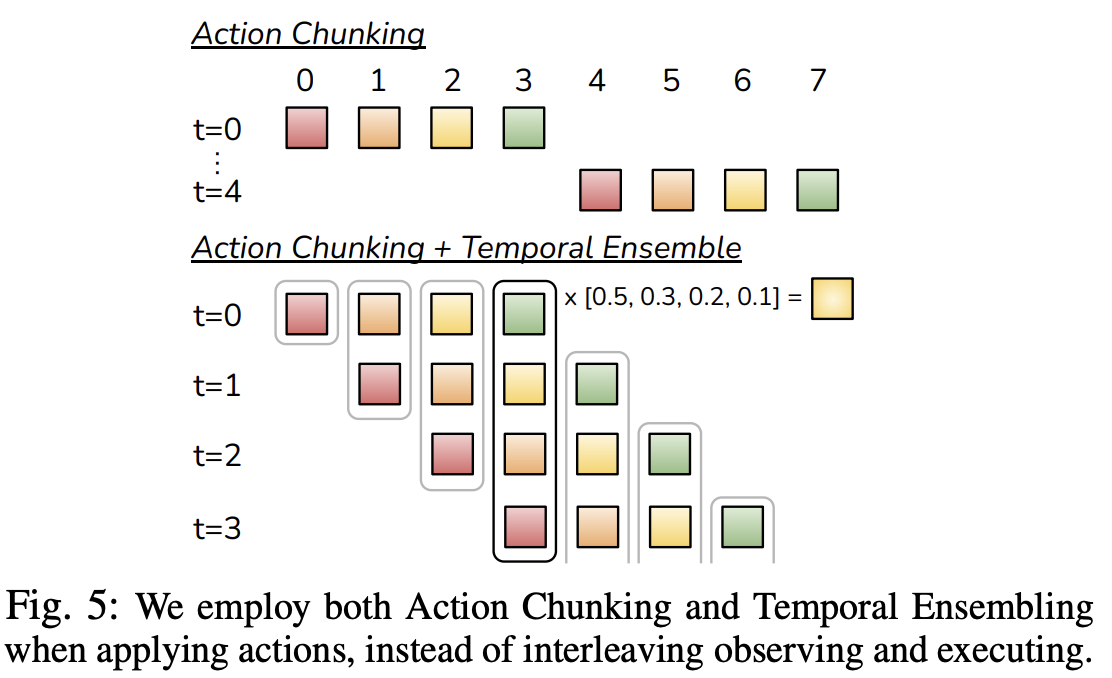 Action Chunking
0 1 2 3 4 5 6 7
t=0
⋮
t=4
Action Chunking + Temporal Ensemble
t=0 x [0.5, 0.3, 0.2, 0.1] =
t=1
t=2
t=3
Fig. 5: We employ both Action Chunking and Temporal Ensembling
when applying actions, instead of interleaving observing and executing.